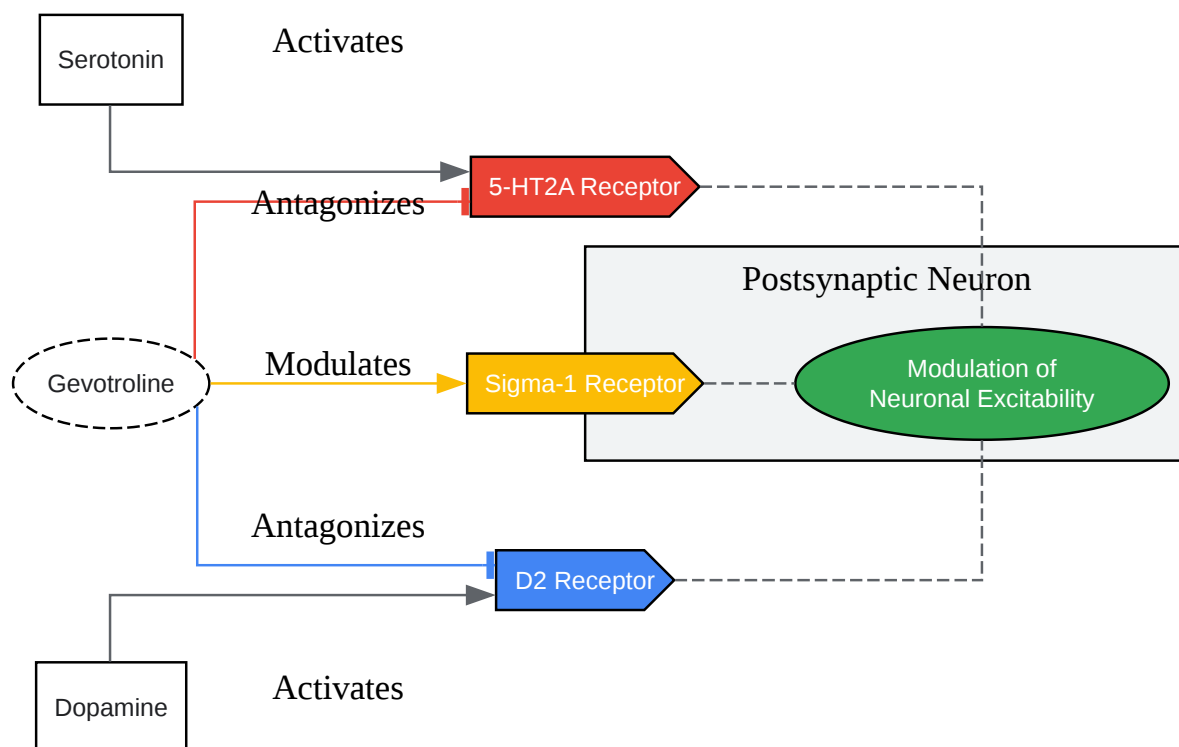 Activates
Serotonin
5-HT2A Receptor
Antagonizes
Postsynaptic Neuron
Modulates
Gevotroline
Sigma-1 Receptor
Modulation of
Neuronal Excitability
Antagonizes
D2 Receptor
Activates
Dopamine